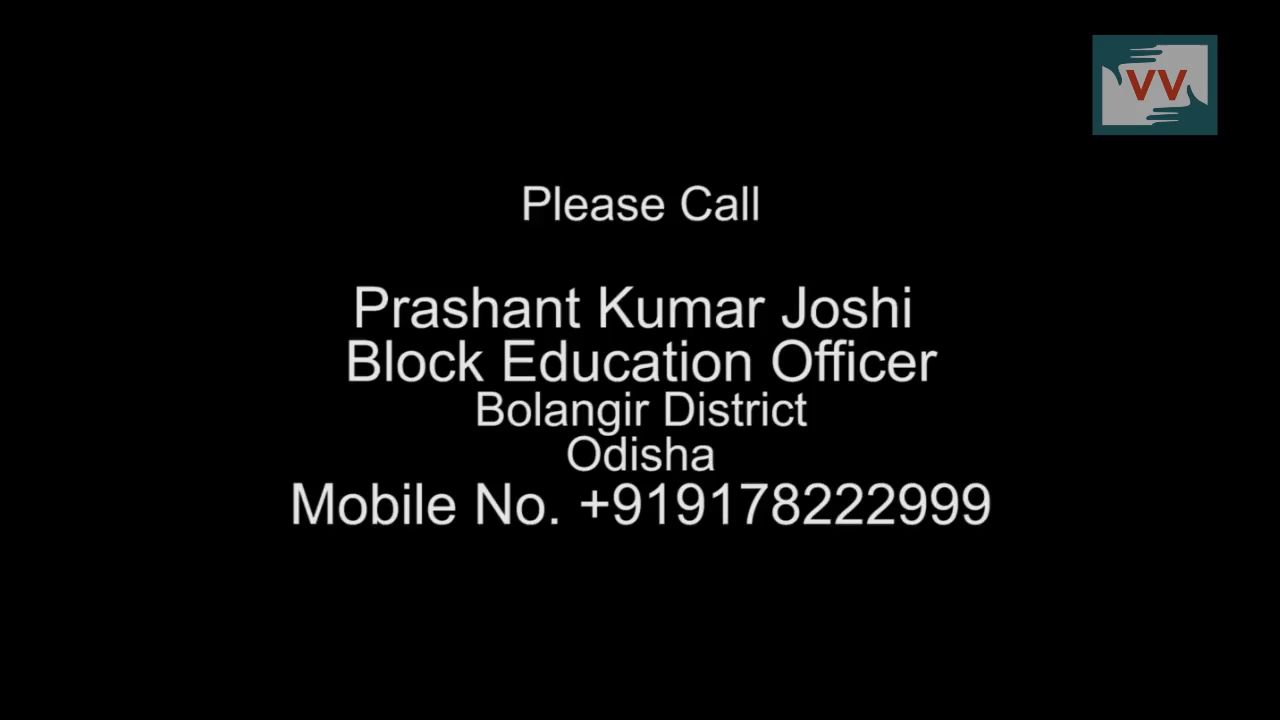 VV
Please Call
Prashant Kumar Joshi
Block Education Officer
Bolangir District
Odisha
Mobile No. +919178222999